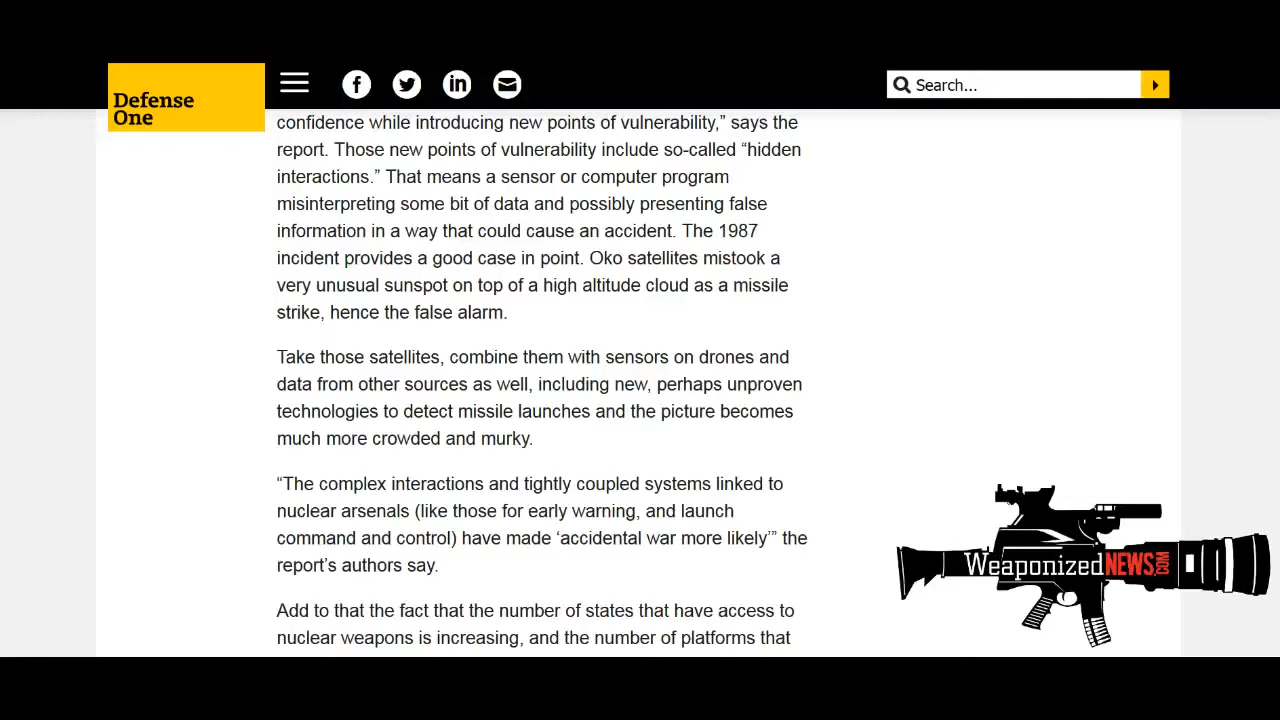 Defense
One
Search...
confidence while introducing new points of vulnerability,” says the
report. Those new points of vulnerability include so-called “hidden
interactions.” That means a sensor or computer program
misinterpreting some bit of data and possibly presenting false
information in a way that could cause an accident. The 1987
incident provides a good case in point. Oko satellites mistook a
very unusual sunspot on top of a high altitude cloud as a missile
strike, hence the false alarm.
Take those satellites, combine them with sensors on drones and
data from other sources as well, including new, perhaps unproven
technologies to detect missile launches and the picture becomes
much more crowded and murky.
“The complex interactions and tightly coupled systems linked to
nuclear arsenals (like those for early warning, and launch
command and control) have made ‘accidental war more likely’” the
report’s authors say.
Add to that the fact that the number of states that have access to
nuclear weapons is increasing, and the number of platforms that
WeaponizedNEWS.COM